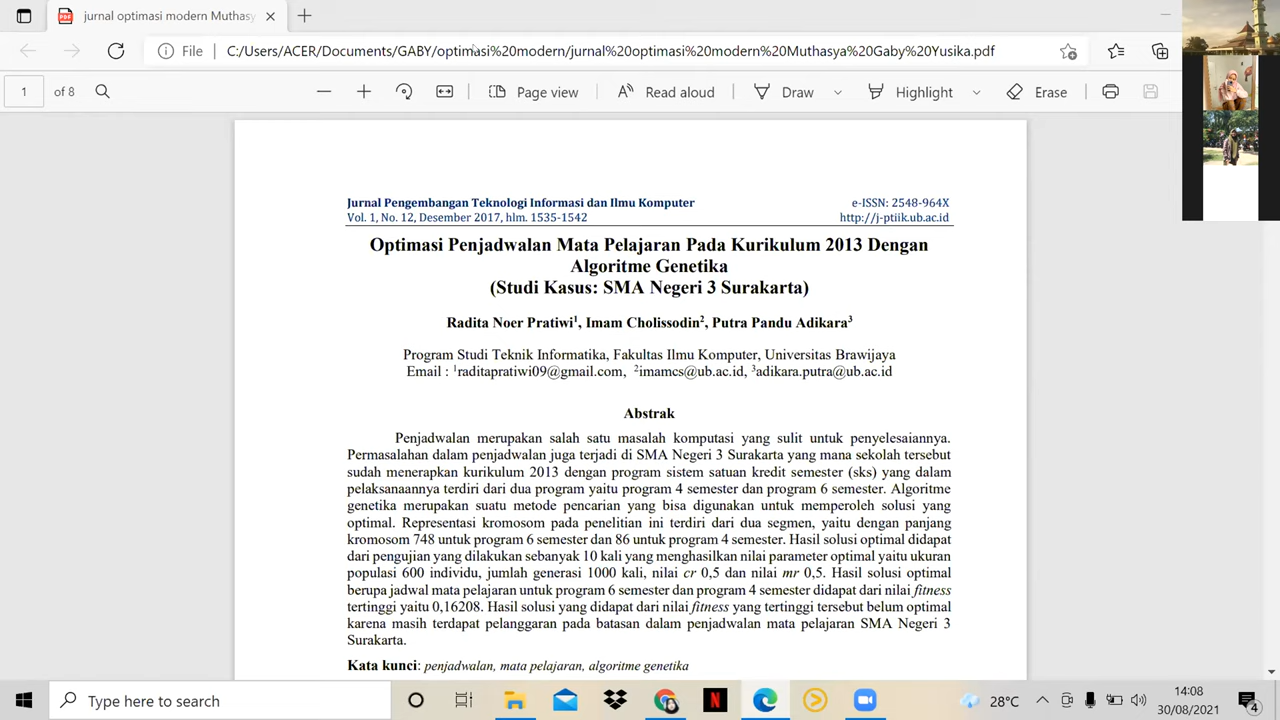 jurnal optimasi modern Muthasy
File
C:/Users/ACER/Documents/GABY/optimasi%20modern/jurnal%20optimasi%20modern%20Muthasya%20Gaby%20Yusika.pdf
1 of 8
Page view
Read aloud
Draw
Highlight
Erase
Jurnal Pengembangan Teknologi Informasi dan Ilmu Komputer e-ISSN: 2548-964X
Vol. 1, No. 12, Desember 2017, hlm. 1535-1542 http://j-ptiik.ub.ac.id
Optimasi Penjadwalan Mata Pelajaran Pada Kurikulum 2013 Dengan
Algoritme Genetika
(Studi Kasus: SMA Negeri 3 Surakarta)
Radita Noer Pratiwi1, Imam Cholissodin2, Putra Pandu Adikara3
Program Studi Teknik Informatika, Fakultas Ilmu Komputer, Universitas Brawijaya
Email : 1raditapratiwi09@gmail.com, 2imamcs@ub.ac.id, 3adikara.putra@ub.ac.id
Abstrak
Penjadwalan merupakan salah satu masalah komputasi yang sulit untuk penyelesaiannya.
Permasalahan dalam penjadwalan juga terjadi di SMA Negeri 3 Surakarta yang mana sekolah tersebut
sudah menerapkan kurikulum 2013 dengan program sistem satuan kredit semester (sks) yang dalam
pelaksanaannya terdiri dari dua program yaitu program 4 semester dan program 6 semester. Algoritme
genetika merupakan suatu metode pencarian yang bisa digunakan untuk memperoleh solusi yang
optimal. Representasi kromosom pada penelitian ini terdiri dari dua segmen, yaitu dengan panjang
kromosom 748 untuk program 6 semester dan 86 untuk program 4 semester. Hasil solusi optimal didapat
dari pengujian yang dilakukan sebanyak 10 kali yang menghasilkan nilai parameter optimal yaitu ukuran
populasi 600 individu, jumlah generasi 1000 kali, nilai cr 0,5 dan nilai mr 0,5. Hasil solusi optimal
berupa jadwal mata pelajaran untuk program 6 semester dan program 4 semester didapat dari nilai fitness
tertinggi yaitu 0,16208. Hasil solusi yang didapat dari nilai fitness yang tertinggi tersebut belum optimal
karena masih terdapat pelanggaran pada batasan dalam penjadwalan mata pelajaran SMA Negeri 3
Surakarta.
Kata kunci: penjadwalan, mata pelajaran, algoritme genetika
Type here to search
28°C
14:08
30/08/2021
4